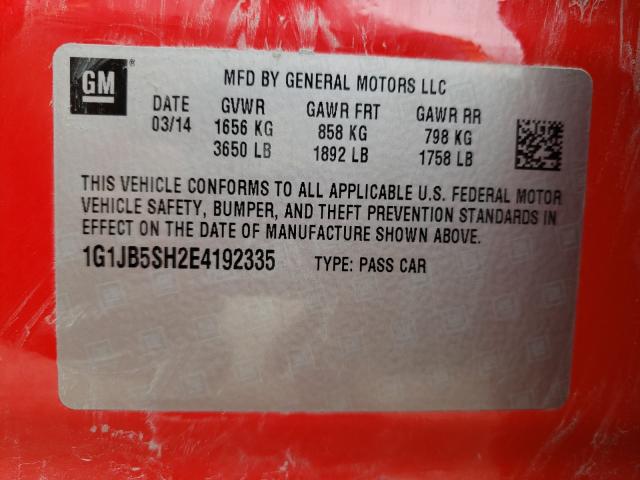 GM ®
MFD BY GENERAL MOTORS LLC
DATE GVWR GAWR FRT GAWR RR
03/14 1656 KG 858 KG 798 KG
3650 LB 1892 LB 1758 LB
THIS VEHICLE CONFORMS TO ALL APPLICABLE U.S. FEDERAL MOTOR
VEHICLE SAFETY, BUMPER, AND THEFT PREVENTION STANDARDS IN
EFFECT ON THE DATE OF MANUFACTURE SHOWN ABOVE.
1G1JB5SH2E4192335 TYPE: PASS CAR